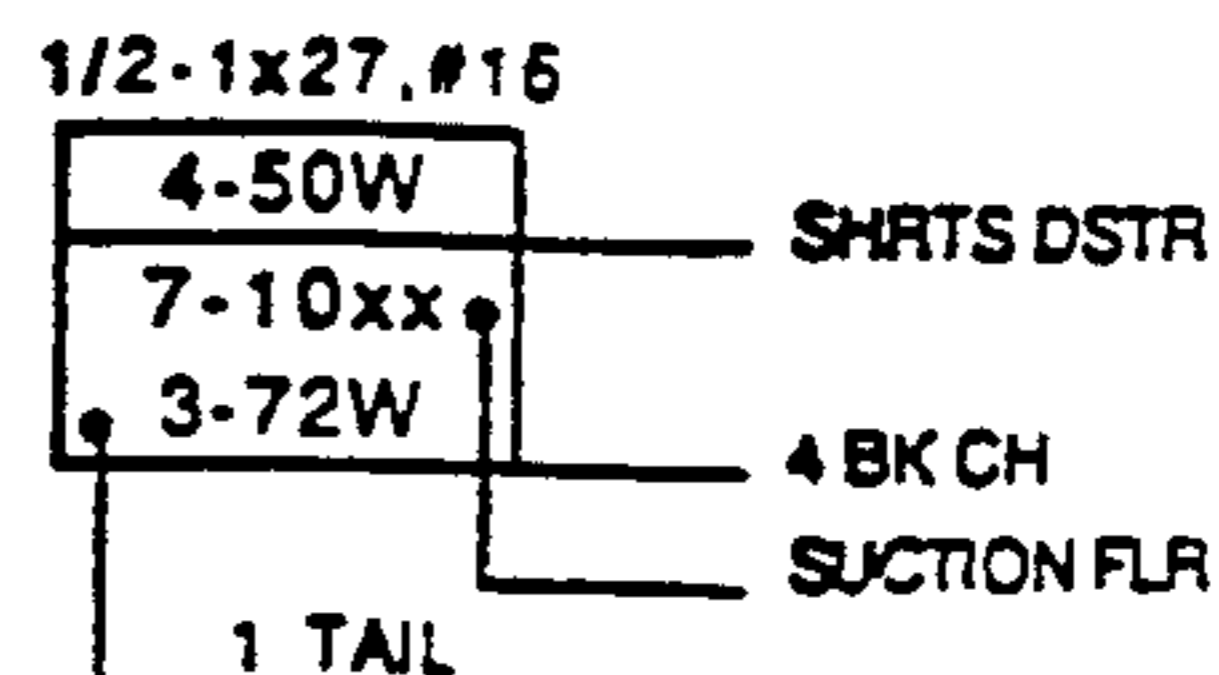 1/2-1x27,#16
4-50W
SHRTS DSTR
7-10xx
3-72W
4 BK CH
SUCTION FLR
1 TAIL